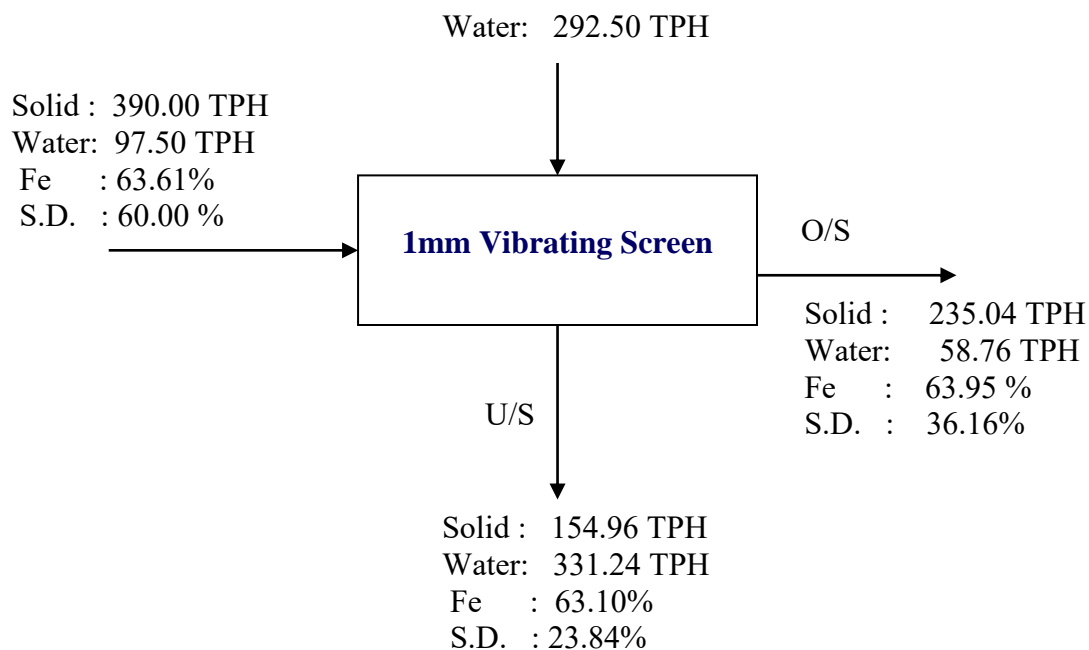 Water: 292.50 TPH
Solid : 390.00 TPH
Water: 97.50 TPH
Fe : 63.61%
S.D. : 60.00 %
1mm Vibrating Screen
O/S
Solid : 235.04 TPH
Water: 58.76 TPH
Fe : 63.95 %
S.D. : 36.16%
U/S
Solid : 154.96 TPH
Water: 331.24 TPH
Fe : 63.10%
S.D. : 23.84%